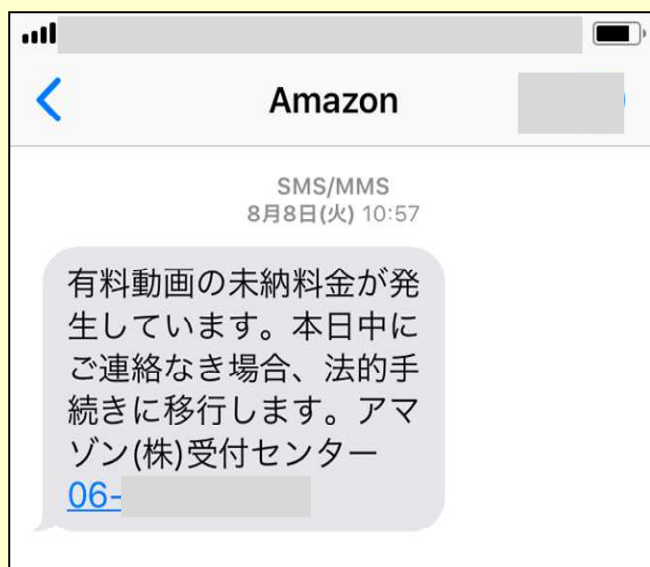 Amazon
SMS/MMS
8月8日(火) 10:57
有料動画の未納料金が発
生しています。本日中に
ご連絡なき場合、法的手
続きに移行します。アマ
ゾン(株)受付センター
06-